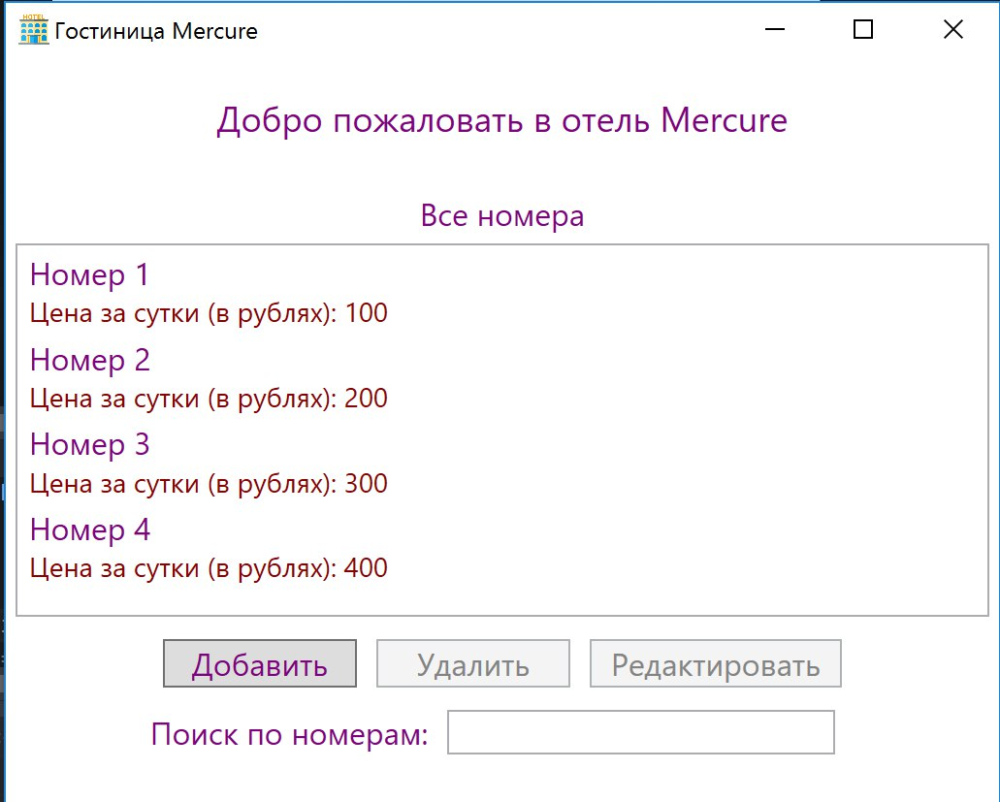 HOTEL
Гостиница Mercure
Добро пожаловать в отель Mercure
Все номера
Номер 1
Цена за сутки (в рублях): 100
Номер 2
Цена за сутки (в рублях): 200
Номер 3
Цена за сутки (в рублях): 300
Номер 4
Цена за сутки (в рублях): 400
Добавить Удалить Редактировать
Поиск по номерам: